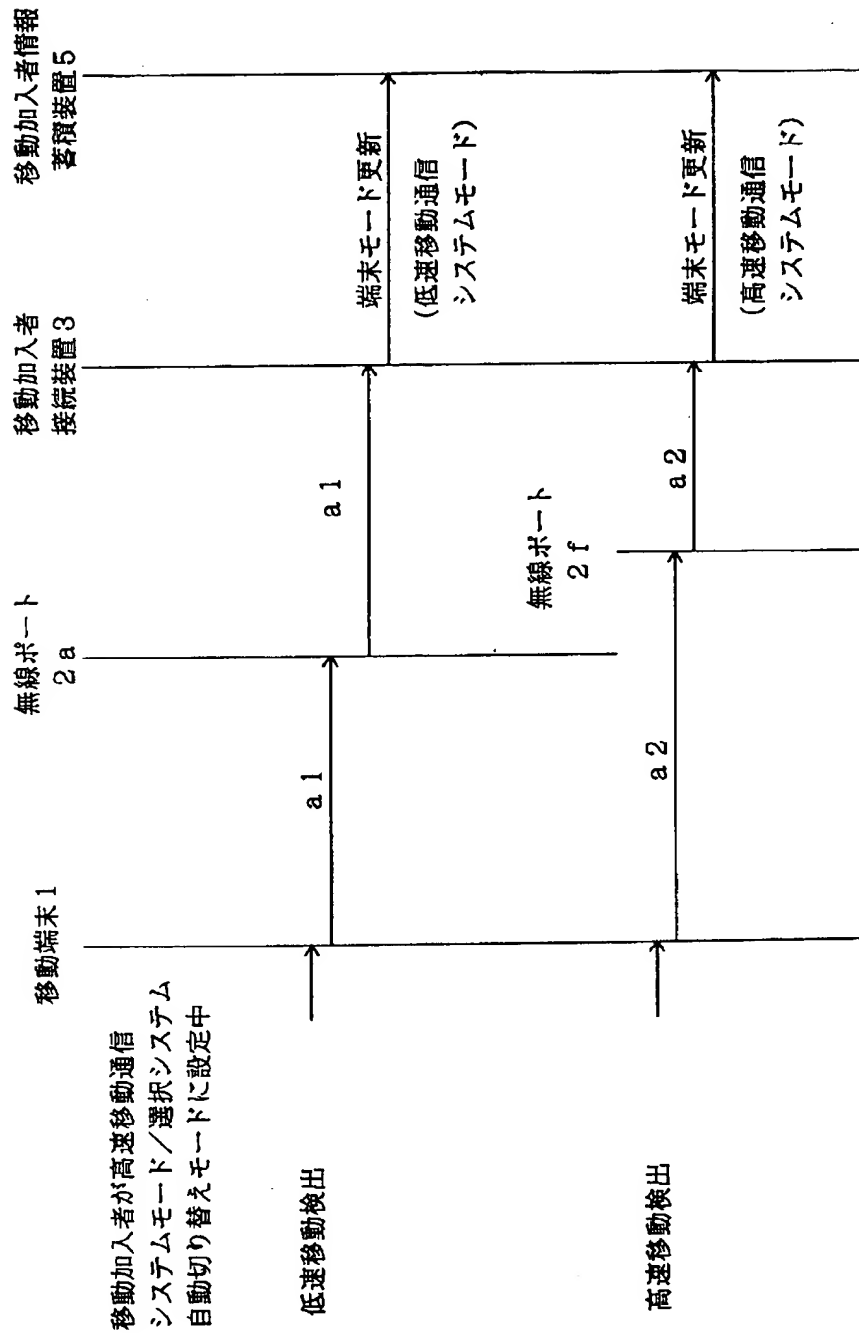 移動端末1
無線ポート
2a
移動加入者
接続装置3
移動加入者情報
蓄積装置5
移動加入者が高速移動通信
システムモード/選択システム
自動切り替えモードに設定中
低速移動検出
a1
a1
端末モード更新
(低速移動通信
システムモード)
無線ポート
2f
高速移動検出
a2
a2
端末モード更新
(高速移動通信
システムモード)